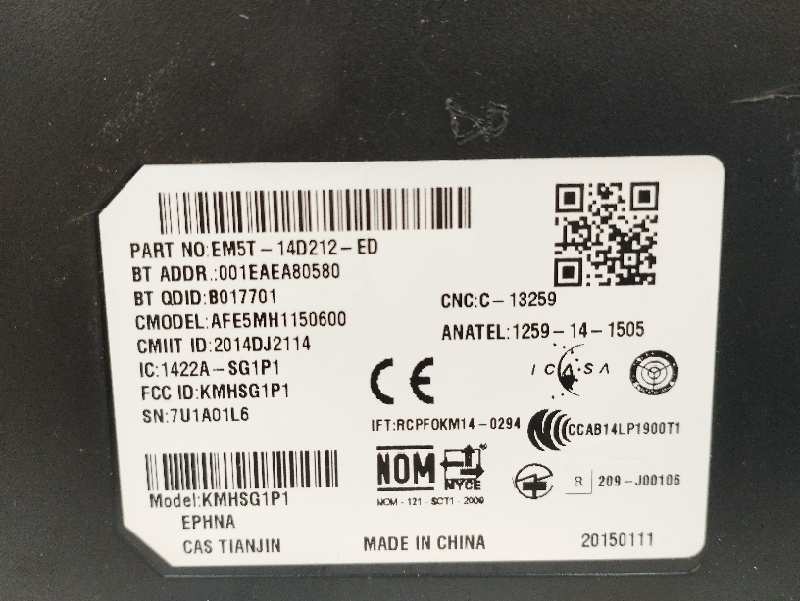 PART NO:EM5T-14D212-ED
BT ADDR.:001EAEA80580
BT QDID:B017701
CMODEL:AFE5MH1150600
CMIIT ID:2014DJ2114
IC:1422A-SG1P1
FCC ID:KMHSG1P1
SN:7U1A01L6
CNC:C-13259
ANATEL:1259-14-1505
CE
ICASA
IFT:RCPFOKM14-0294
CCAB14LP1900T1
NOM
NYCE
NOM-121-SCT1-2009
R 209-J00106
Model:KMHSG1P1
EPHNA
CAS TIANJIN
MADE IN CHINA
20150111